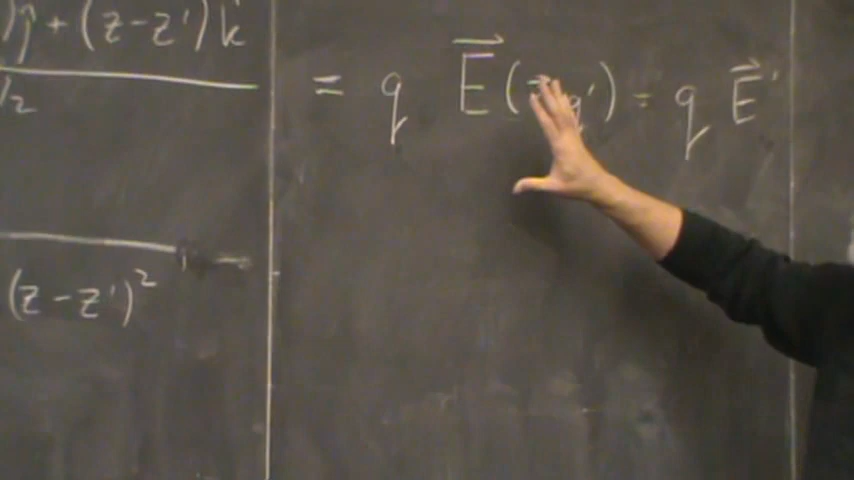 )ĵ + (z-z')k̂
/2
(z-z')²
= q E⃗( q') = q E⃗'